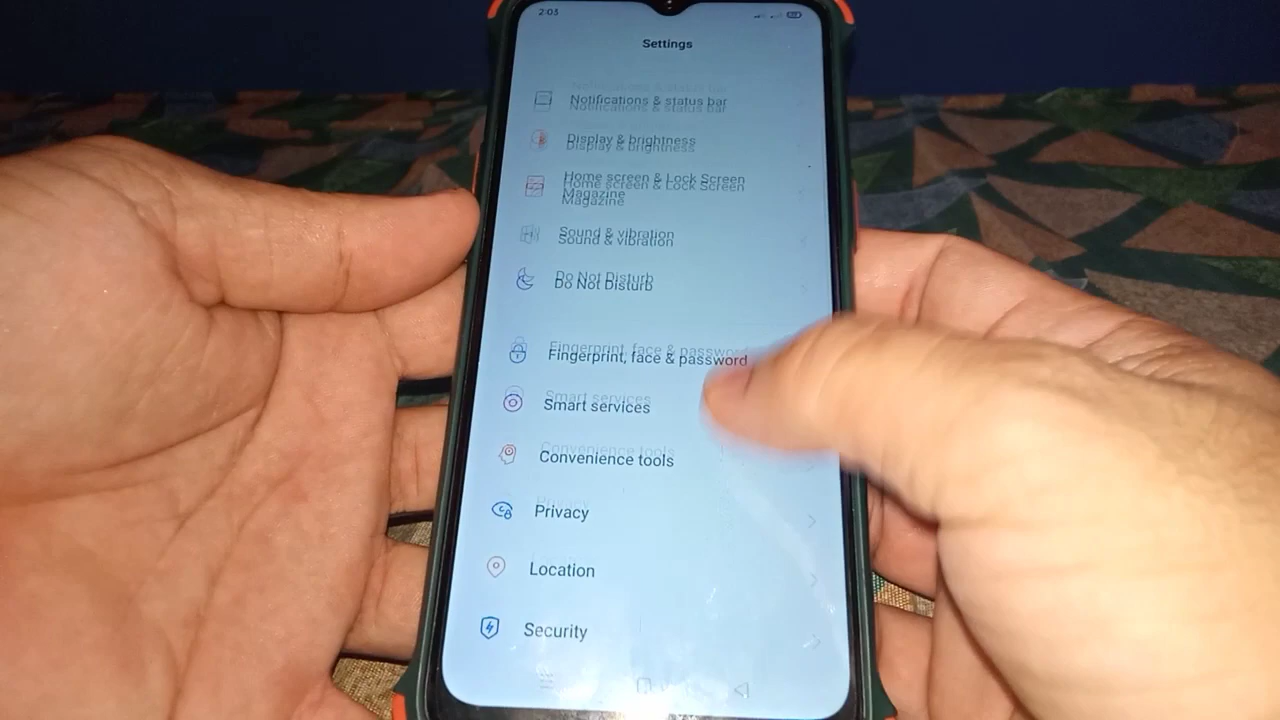 2:03
Settings
Notifications & status bar
Display & brightness
Home screen & Lock Screen
Magazine
Sound & vibration
Do Not Disturb
Fingerprint, face & password
Smart services
Convenience tools
Privacy
Location
Security